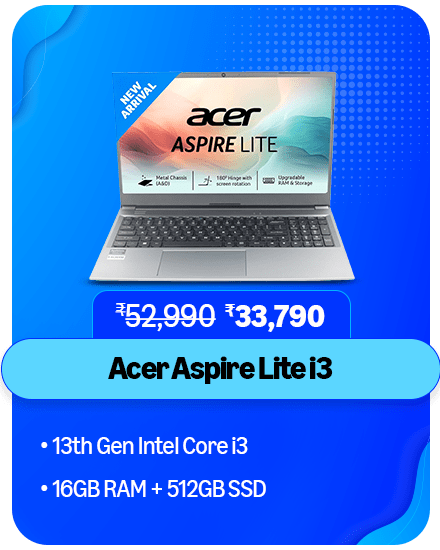 NEW
ARRIVAL
acer
ASPIRE LITE
Metal Chassis
(A&D)
180° Hinge with
screen rotation
Upgradable
RAM & Storage
₹52,990 ₹33,790
Acer Aspire Lite i3
• 13th Gen Intel Core i3
• 16GB RAM + 512GB SSD